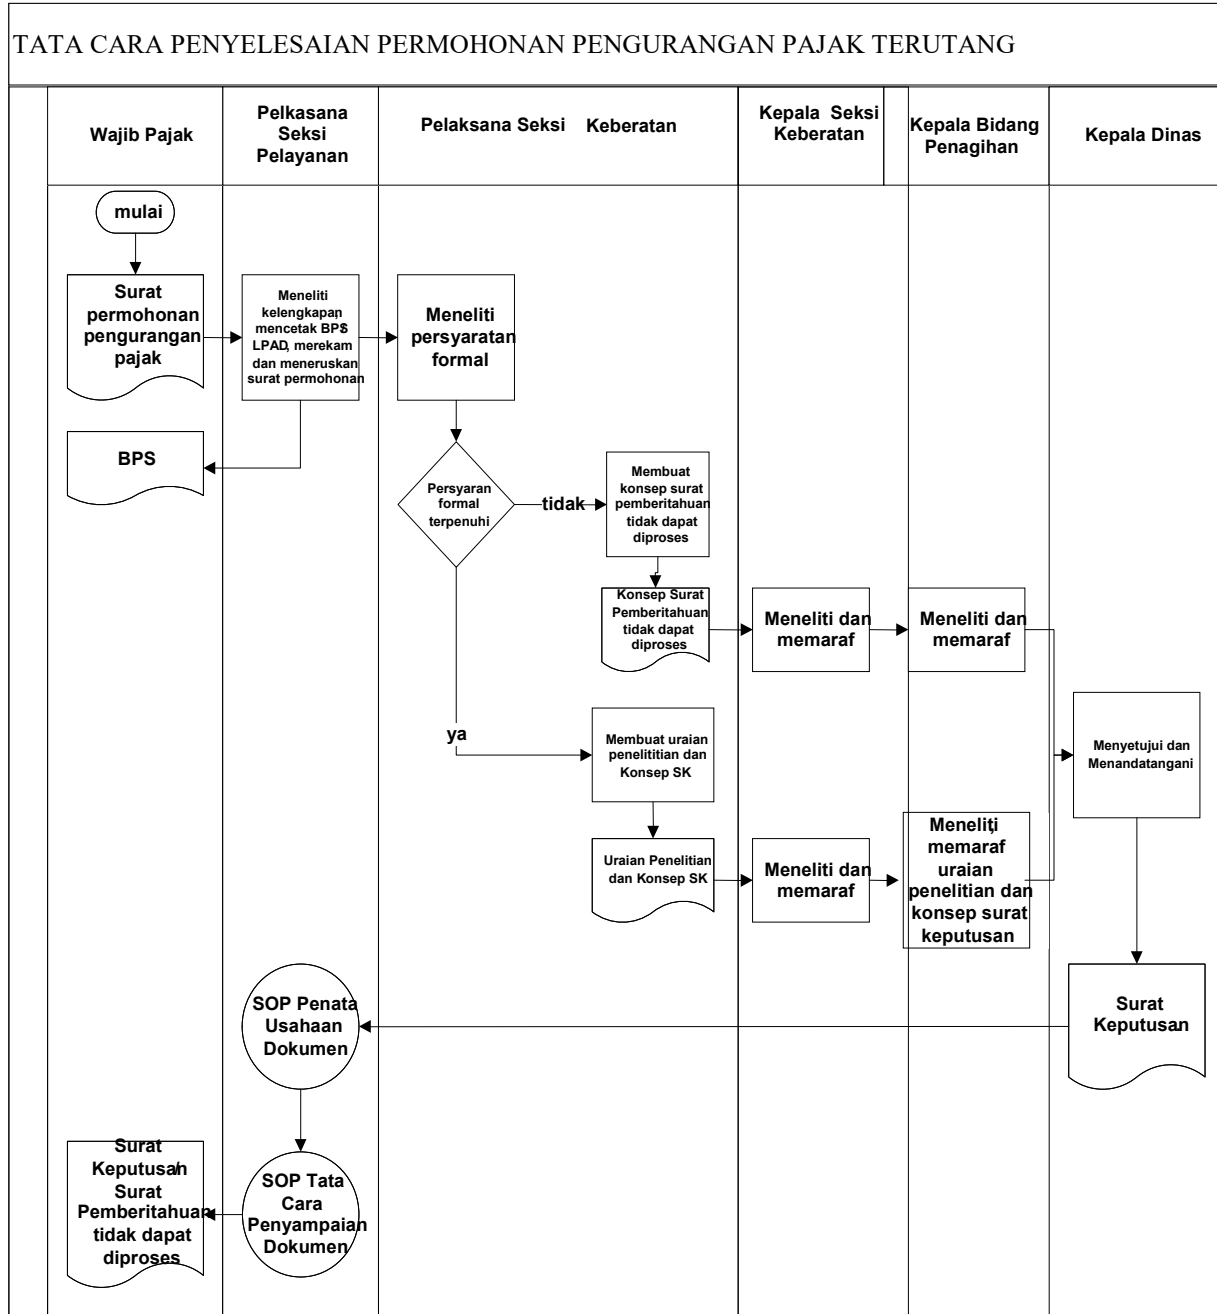 TATA CARA PENYELESAIAN PERMOHONAN PENGURANGAN PAJAK TERUTANG
Wajib Pajak
Pelkasana
Seksi
Pelayanan
Pelaksana Seksi Keberatan
Kepala Seksi
Keberatan
Kepala Bidang
Penagihan
Kepala Dinas
mulai
Surat
permohonan
pengurangan
pajak
Meneliti
kelengkapan,
mencetak BPS,
LPAD, merekam
dan meneruskan
surat permohonan
Meneliti
persyaratan
formal
BPS
Persyaran
formal
terpenuhi
tidak
Membuat
konsep surat
pemberitahuan
tidak dapat
diproses
Konsep Surat
Pemberitahuan
tidak dapat
diproses
Meneliti dan
memaraf
Meneliti dan
memaraf
ya
Membuat uraian
penelititian dan
Konsep SK
Menyetujui dan
Menandatangani
Uraian Penelitian
dan Konsep SK
Meneliti dan
memaraf
Meneliti,
memaraf
uraian
penelitian dan
konsep surat
keputusan
Surat
Keputusan.
SOP Penata
Usahaan
Dokumen
SOP Tata
Cara
Penyampaian
Dokumen
Surat
Keputusan/
Surat
Pemberitahuan
tidak dapat
diproses